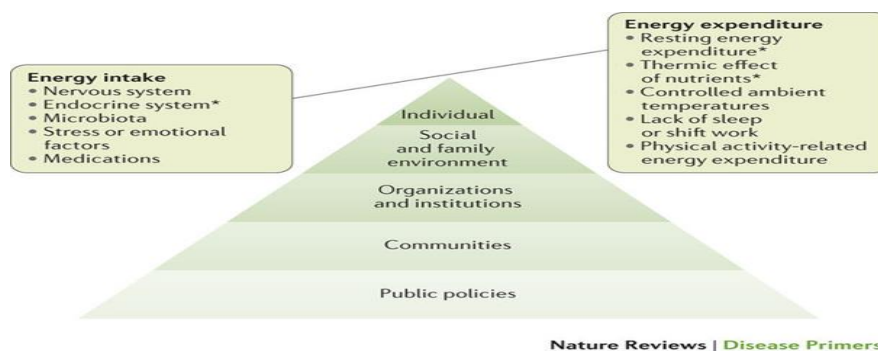 Energy intake
• Nervous system
• Endocrine system*
• Microbiota
• Stress or emotional
factors
• Medications
Energy expenditure
• Resting energy
expenditure*
• Thermic effect
of nutrients*
• Controlled ambient
temperatures
• Lack of sleep
or shift work
• Physical activity-related
energy expenditure
Individual
Social
and family
environment
Organizations
and institutions
Communities
Public policies
Nature Reviews | Disease Primers